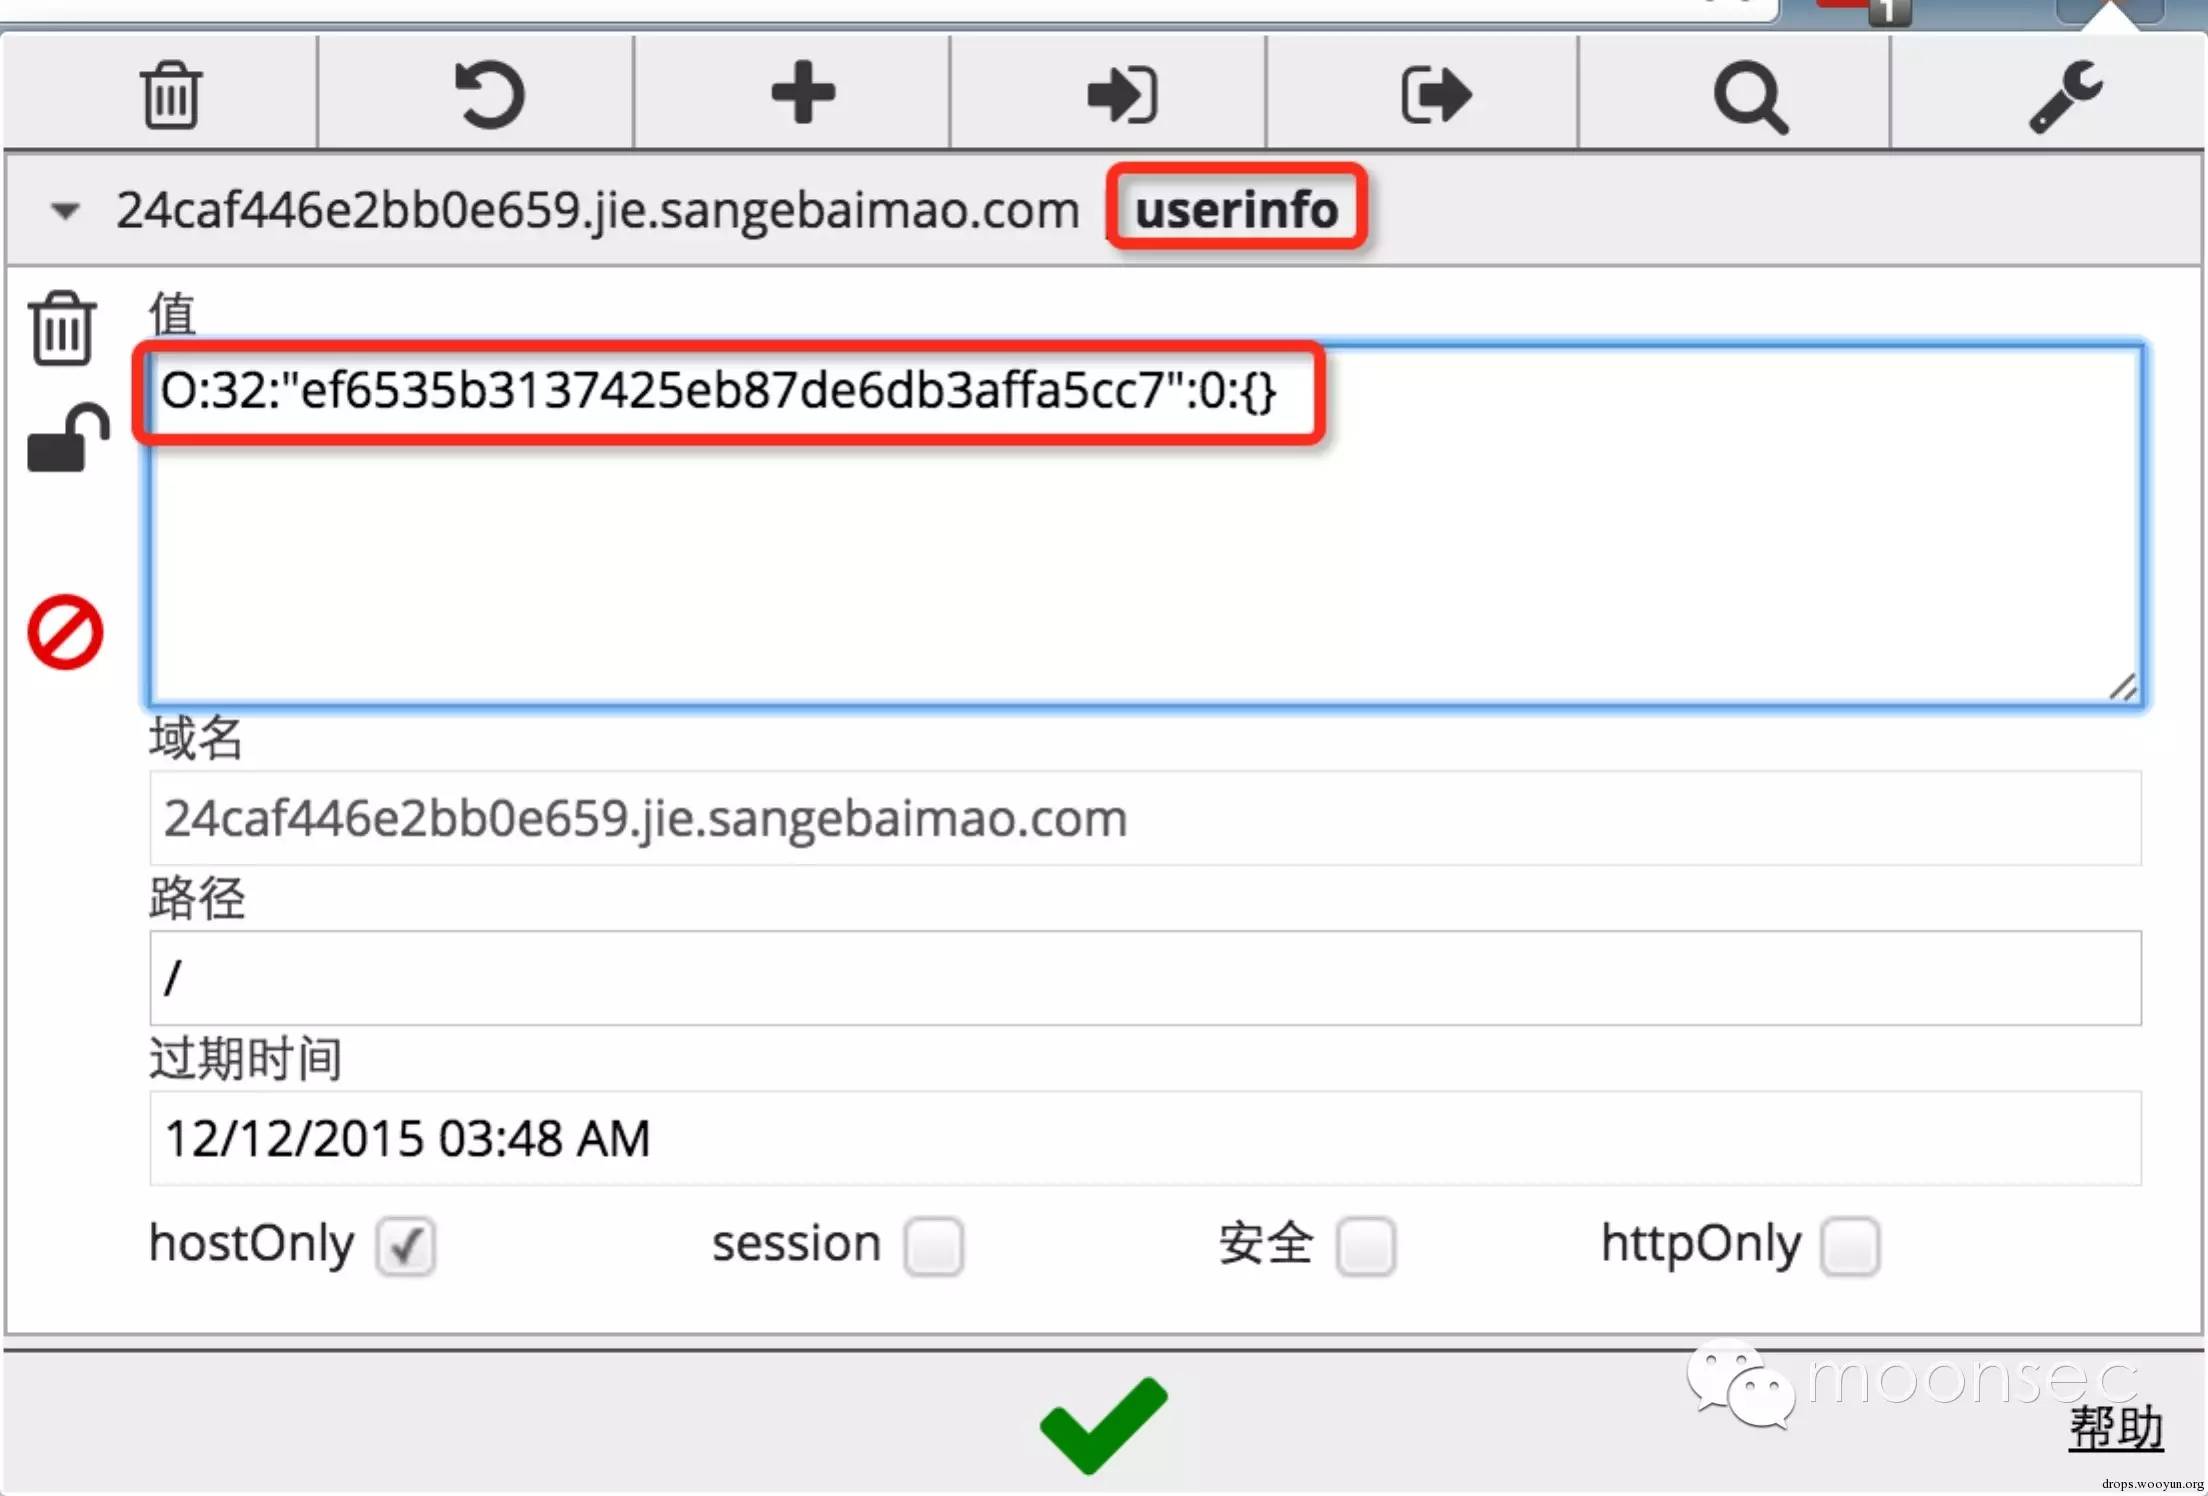 1
24caf446e2bb0e659.jie.sangebaimao.com userinfo
值
O:32:"ef6535b3137425eb87de6db3affa5cc7":0:{}
域名
24caf446e2bb0e659.jie.sangebaimao.com
路径
/
过期时间
12/12/2015 03:48 AM
hostOnly session 安全 httpOnly
moonsec
帮助
drops.wooyun.org